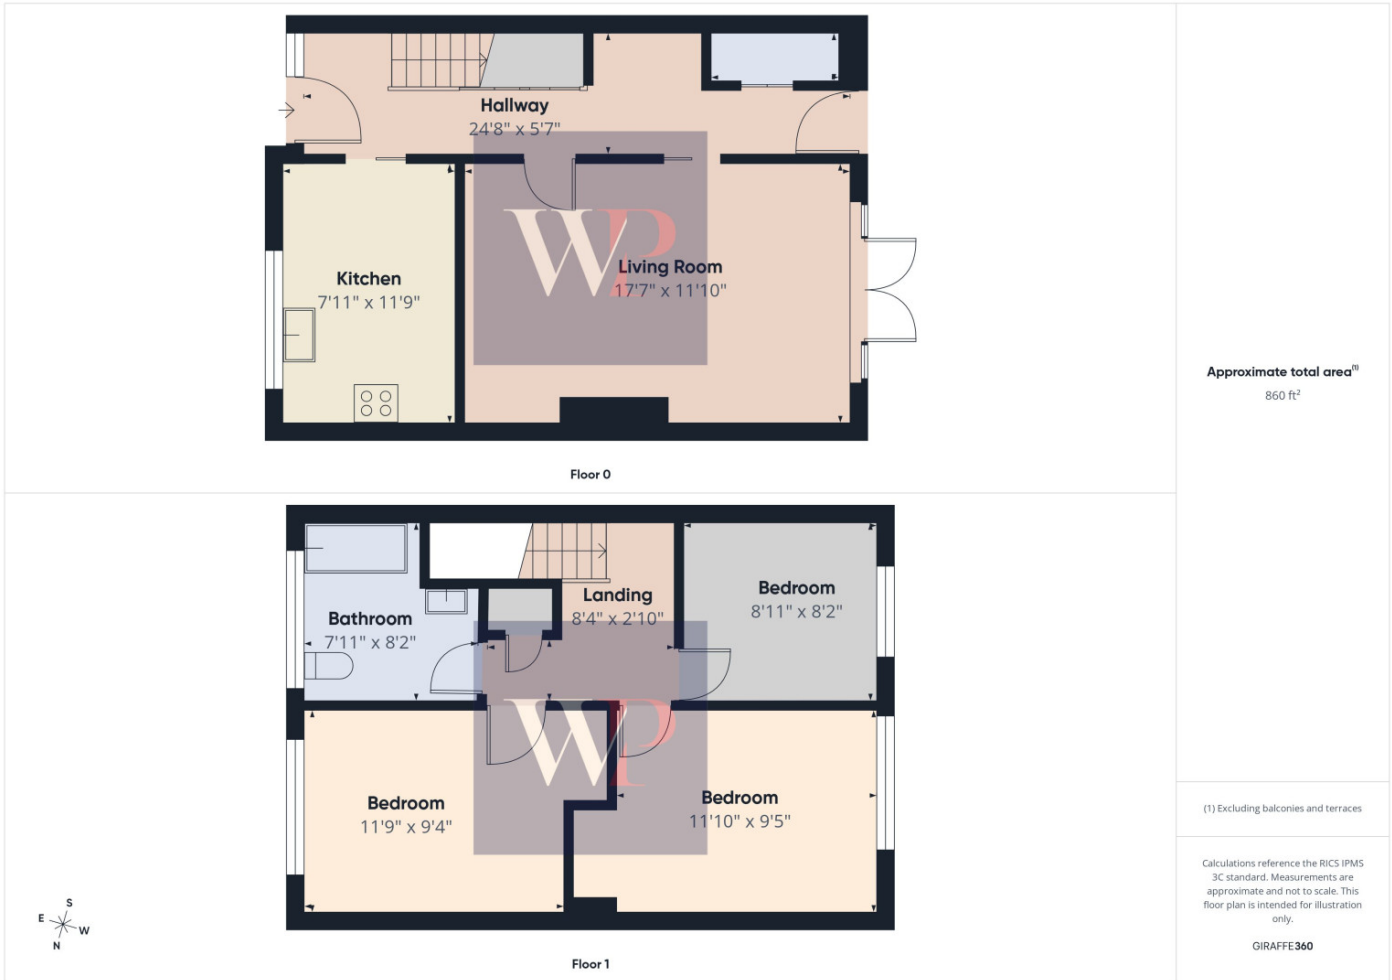 Hallway
24'8" x 5'7"
Kitchen
7'11" x 11'9"
WP
Living Room
17'7" x 11'10"
Floor 0
Approximate total area(1)
860 ft²
Bathroom
7'11" x 8'2"
Landing
8'4" x 2'10"
Bedroom
8'11" x 8'2"
WP
Bedroom
11'9" x 9'4"
Bedroom
11'10" x 9'5"
S
E
W
N
Floor 1
(1) Excluding balconies and terraces
Calculations reference the RICS IPMS
3C standard. Measurements are
approximate and not to scale. This
floor plan is intended for illustration
only.
GIRAFFE360